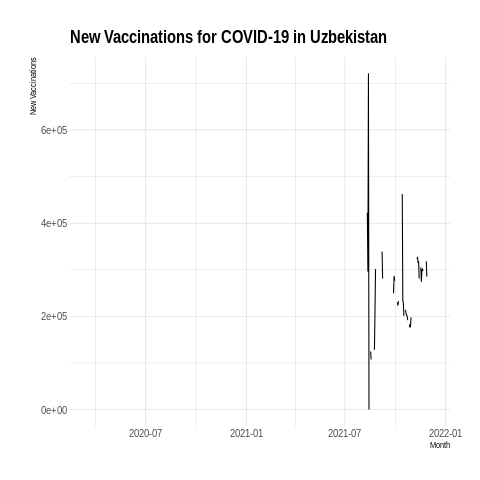 New Vaccinations for COVID-19 in Uzbekistan
New Vaccinations
6e+05
4e+05
2e+05
0e+00
2020-07 2021-01 2021-07 2022-01
Month